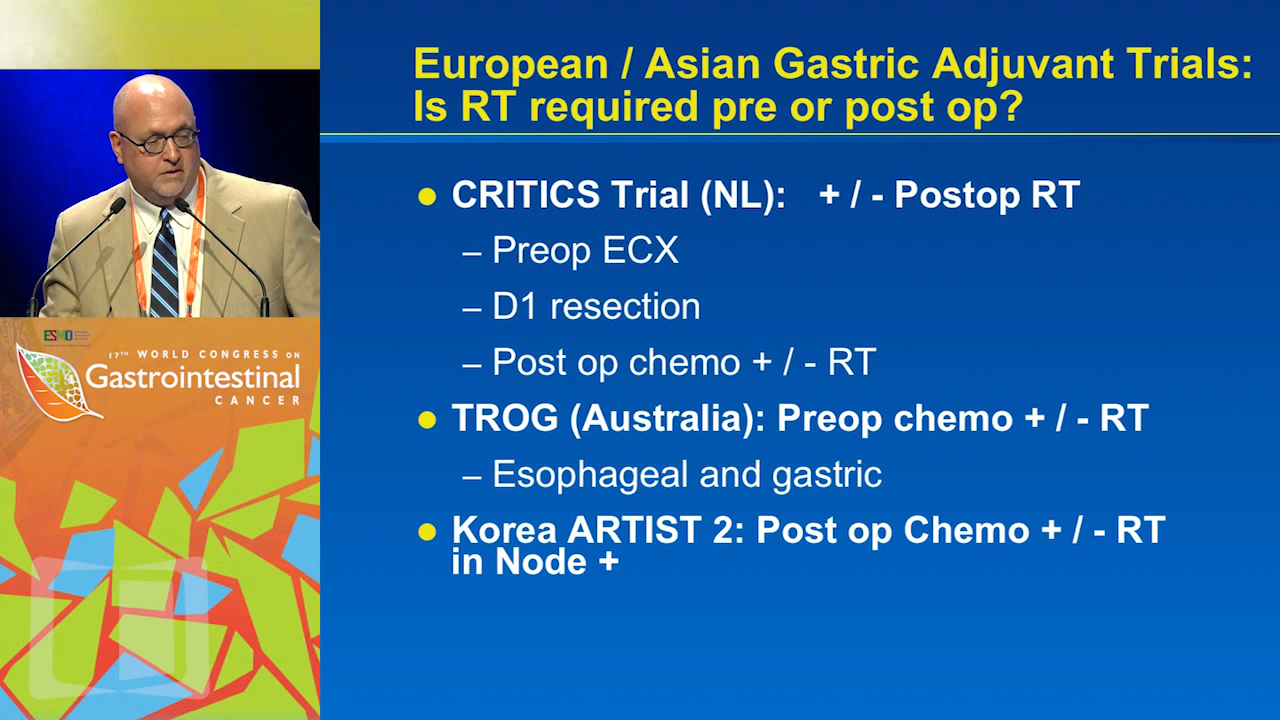 European / Asian Gastric Adjuvant Trials:
Is RT required pre or post op?
● CRITICS Trial (NL): + / - Postop RT
– Preop ECX
– D1 resection
– Post op chemo + / - RT
● TROG (Australia): Preop chemo + / - RT
– Esophageal and gastric
● Korea ARTIST 2: Post op Chemo + / - RT
in Node +
ESMO
17TH WORLD CONGRESS ON
Gastrointestinal
CANCER